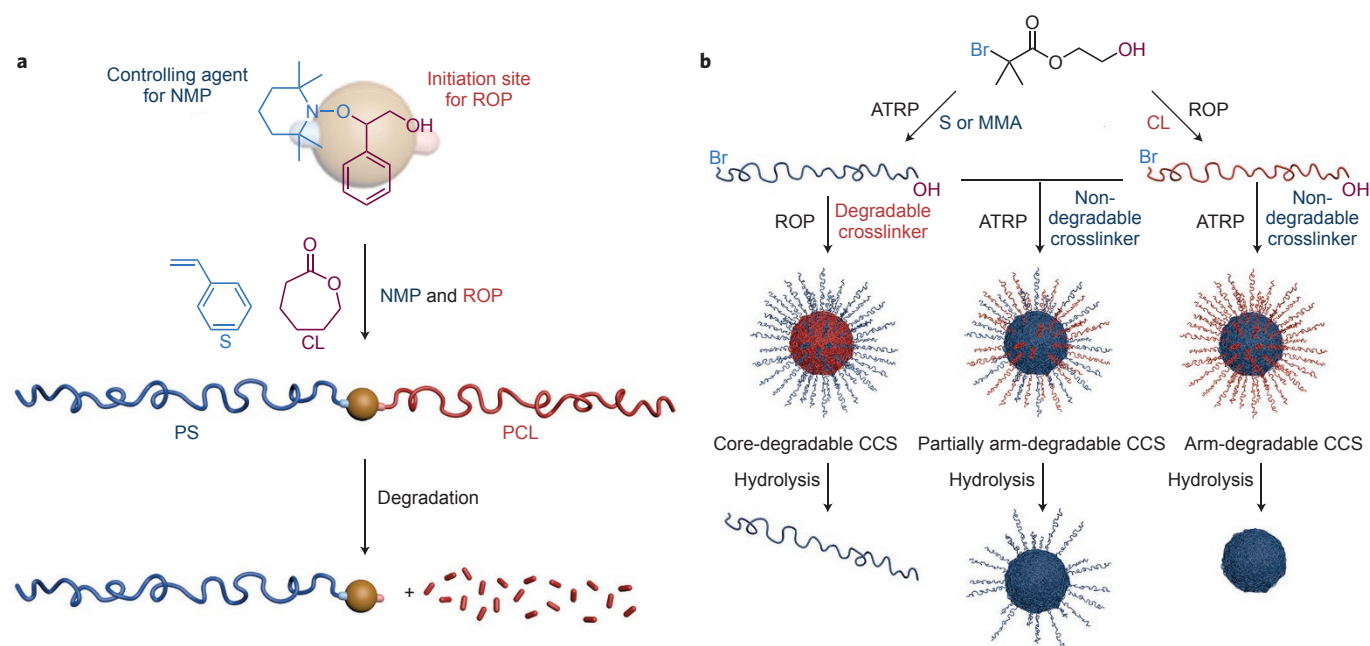 a
Controlling agent
for NMP
Initiation site
for ROP
N
O
OH
O
O
S
CL
NMP and ROP
PS
PCL
Degradation
+
b
Br
O
O
OH
ATRP
S or MMA
CL
ROP
Br
OH
Br
OH
ROP
Degradable
crosslinker
ATRP
Non-
degradable
crosslinker
ATRP
Non-
degradable
crosslinker
Core-degradable CCS
Partially arm-degradable CCS
Arm-degradable CCS
Hydrolysis
Hydrolysis
Hydrolysis